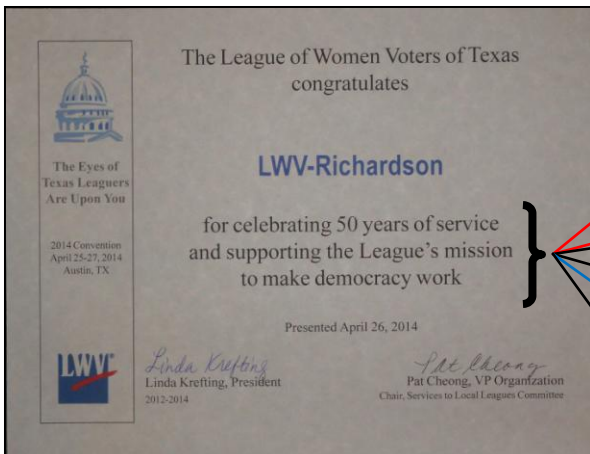 The League of Women Voters of Texas
congratulates
LWV-Richardson
for celebrating 50 years of service
and supporting the League's mission
to make democracy work
Presented April 26, 2014
The Eyes of
Texas Leaguers
Are Upon You
2014 Convention
April 25-27, 2014
Austin, TX
LWV
Linda Krefting
Linda Krefting, President
2012-2014
Pat Cheong
Pat Cheong, VP Organization
Chair, Services to Local Leagues Committee